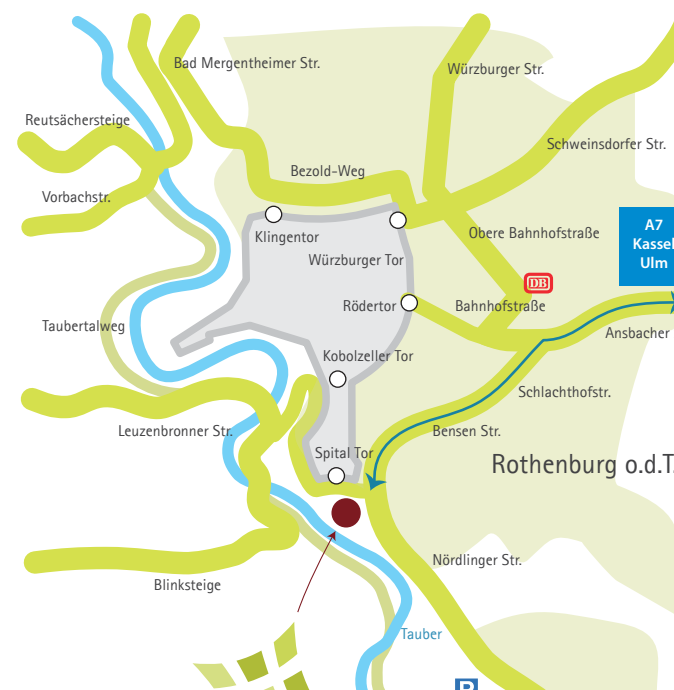 Bad Mergentheimer Str.
Würzburger Str.
Reutsächersteige
Schweinsdorfer Str.
Bezold-Weg
Vorbachstr.
A7
Kassel
Ulm
Klingentor
Obere Bahnhofstraße
Würzburger Tor
DB
Rödertor
Bahnhofstraße
Taubertalweg
Ansbacher
Kobolzeller Tor
Schlachthofstr.
Leuzenbronner Str.
Bensen Str.
Spital Tor
Rothenburg o.d.T.
Nördlinger Str.
Blinksteige
Tauber
P